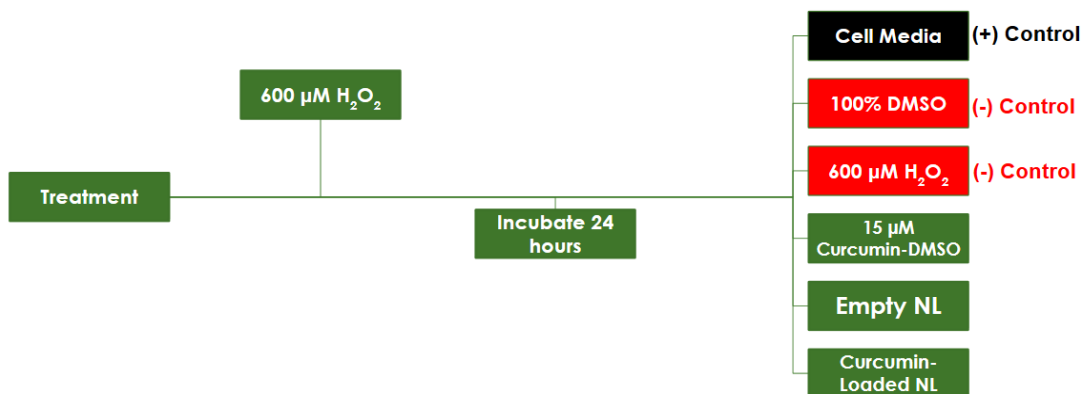 Cell Media
(+) Control
600 µM H₂O₂
100% DMSO
(-) Control
600 µM H₂O₂
(-) Control
Treatment
Incubate 24
hours
15 µM
Curcumin-DMSO
Empty NL
Curcumin-
Loaded NL